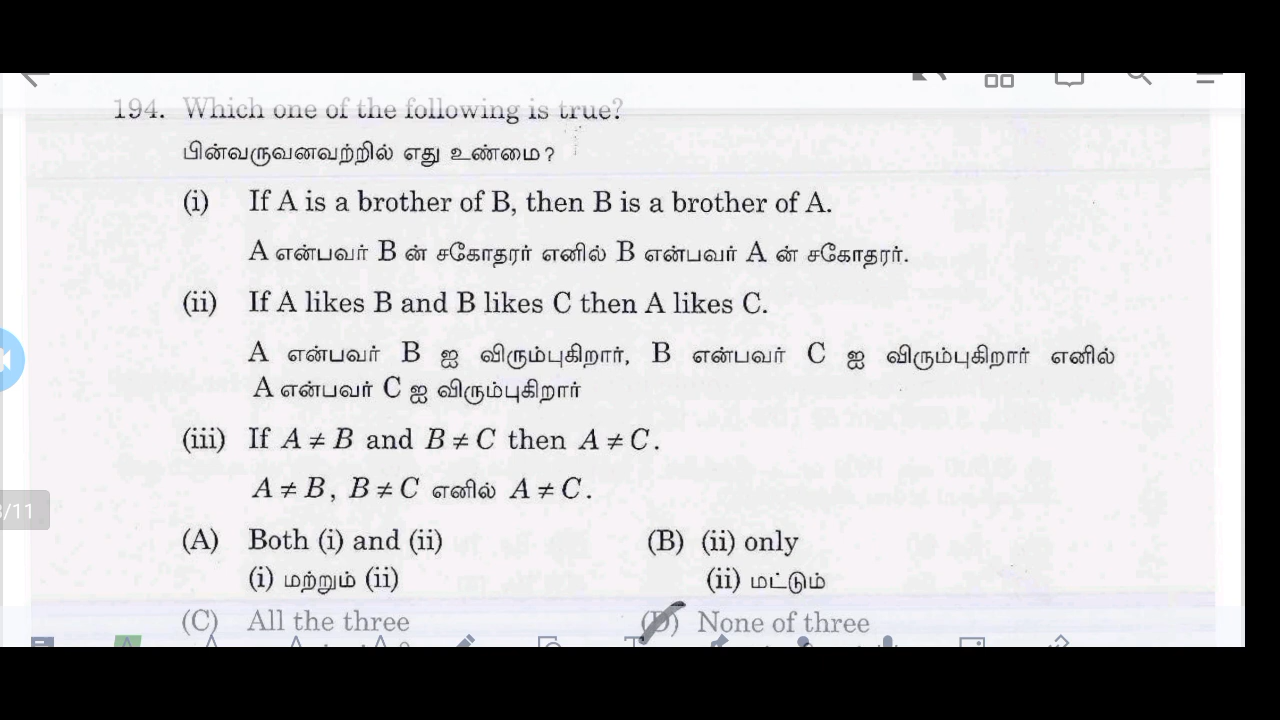 194. Which one of the following is true?
பின்வருவனவற்றில் எது உண்மை?
(i) If A is a brother of B, then B is a brother of A.
A என்பவர் B ன் சகோதரர் எனில் B என்பவர் A ன் சகோதரர்.
(ii) If A likes B and B likes C then A likes C.
A என்பவர் B ஐ விரும்புகிறார், B என்பவர் C ஐ விரும்புகிறார் எனில்
A என்பவர் C ஐ விரும்புகிறார்
(iii) If A ≠ B and B ≠ C then A ≠ C.
A ≠ B, B ≠ C எனில் A ≠ C.
/11
(A) Both (i) and (ii) (B) (ii) only
(i) மற்றும் (ii) (ii) மட்டும்
(C) All the three (D) None of three